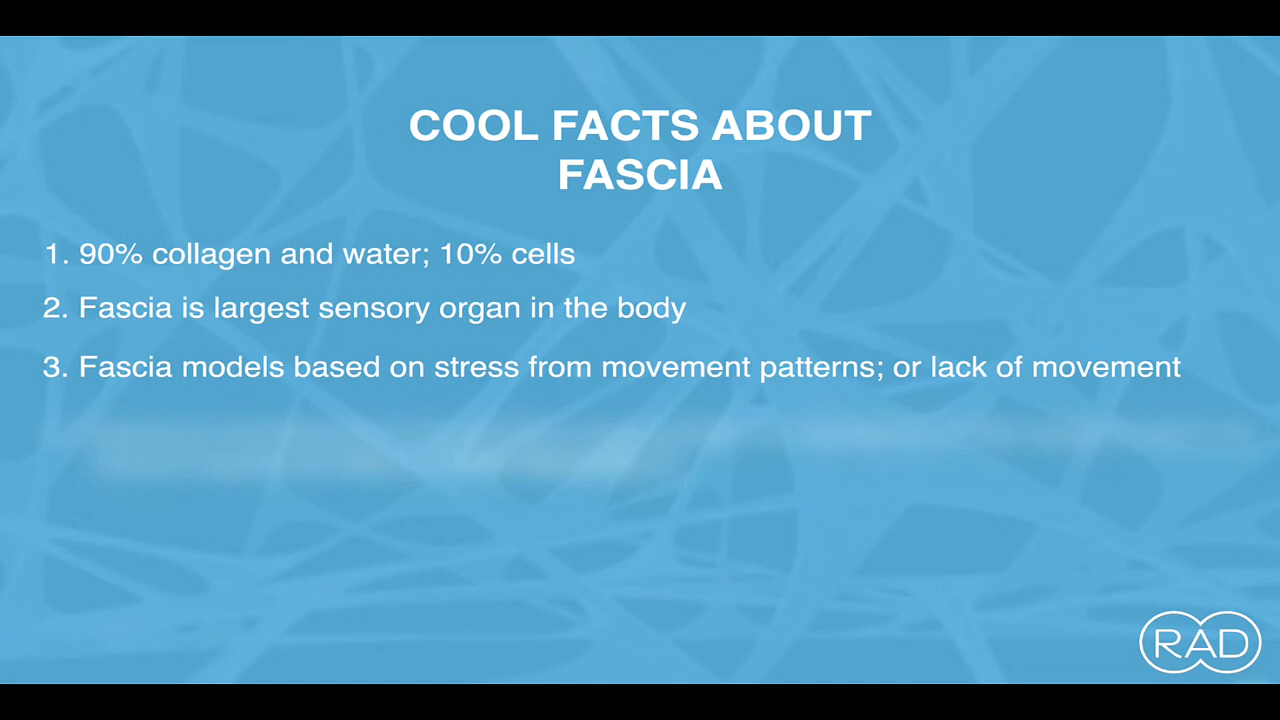 COOL FACTS ABOUT
FASCIA
1. 90% collagen and water; 10% cells
2. Fascia is largest sensory organ in the body
3. Fascia models based on stress from movement patterns; or lack of movement
RAD